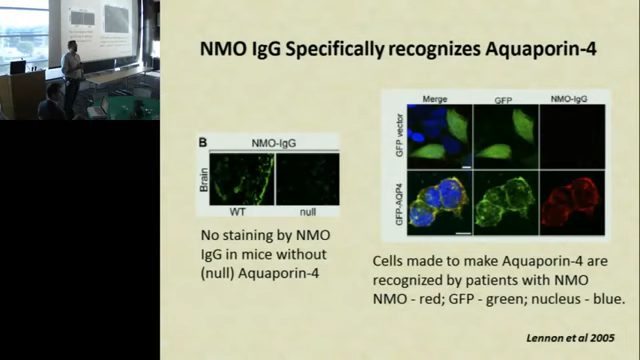 NMO IgG Specifically recognizes Aquaporin-4
B
NMO-IgG
Brain
WT null
No staining by NMO
IgG in mice without
(null) Aquaporin-4
Merge GFP NMO-IgG
GFP vector
GFP-AQP4
Cells made to make Aquaporin-4 are
recognized by patients with NMO
NMO - red; GFP - green; nucleus - blue.
Lennon et al 2005